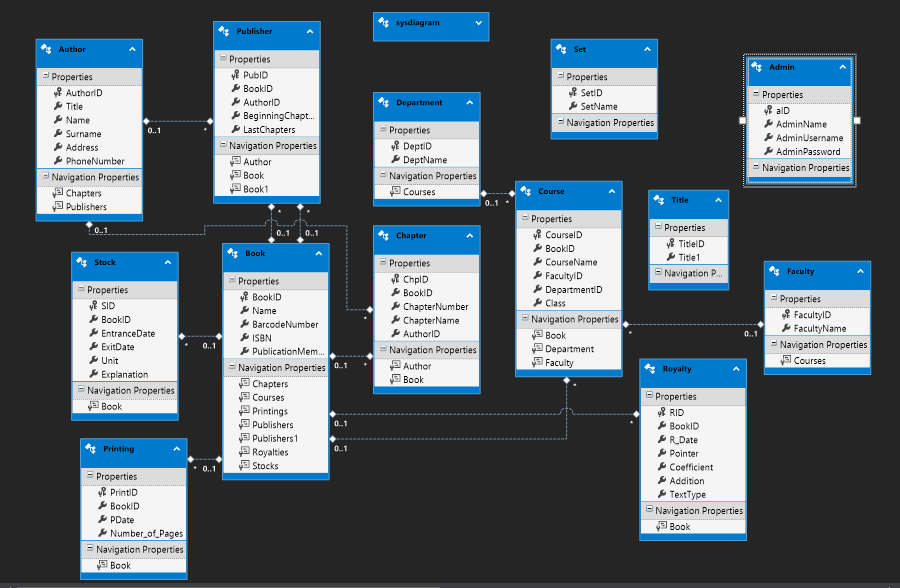 Author
Properties
AuthorID
Title
Name
Surname
Address
PhoneNumber
Navigation Properties
Chapters
Publishers
0..1
*
0..1
Publisher
Properties
PubID
BookID
AuthorID
BeginningChapt...
LastChapters
Navigation Properties
Author
Book
Book1
*
*
0..1
0..1
sysdiagram
Department
Properties
DeptID
DeptName
Navigation Properties
Courses
0..1
*
Set
Properties
SetID
SetName
Navigation Properties
Admin
Properties
aID
AdminName
AdminUsername
AdminPassword
Navigation Properties
Stock
Properties
SID
BookID
EntranceDate
ExitDate
Unit
Explanation
Navigation Properties
Book
*
0..1
Book
Properties
BookID
Name
BarcodeNumber
ISBN
PublicationMem...
Navigation Properties
Chapters
Courses
Printings
Publishers
Publishers1
Royalties
Stocks
0..1
*
0..1
*
0..1
*
Chapter
Properties
ChpID
BookID
ChapterNumber
ChapterName
AuthorID
Navigation Properties
Author
Book
*
Course
Properties
CourseID
BookID
CourseName
FacultyID
DepartmentID
Class
Navigation Properties
Book
Department
Faculty
*
0..1
Title
Properties
TitleID
Title1
Navigation P...
Faculty
Properties
FacultyID
FacultyName
Navigation Properties
Courses
Printing
Properties
PrintID
BookID
PDate
Number_of_Pages
Navigation Properties
Book
*
0..1
Royalty
Properties
RID
BookID
R_Date
Pointer
Coefficient
Addition
TextType
Navigation Properties
Book